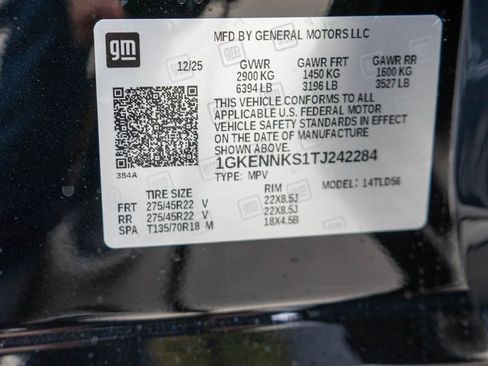 gm
MFD BY GENERAL MOTORS LLC
12/25 GVWR GAWR FRT GAWR RR
2900 KG 1450 KG 1600 KG
6394 LB 3196 LB 3527 LB
THIS VEHICLE CONFORMS TO ALL
APPLICABLE U.S. FEDERAL MOTOR
VEHICLE SAFETY STANDARDS IN EFFECT
ON THE DATE OF MANUFACTURE
SHOWN ABOVE.
1GKENNKS1TJ242284
384A
TYPE: MPV MODEL: 14TLD56
TIRE SIZE RIM
FRT 275/45R22 V 22X8.5J
RR 275/45R22 V 22X8.5J
SPA T135/70R18 M 18X4.5B